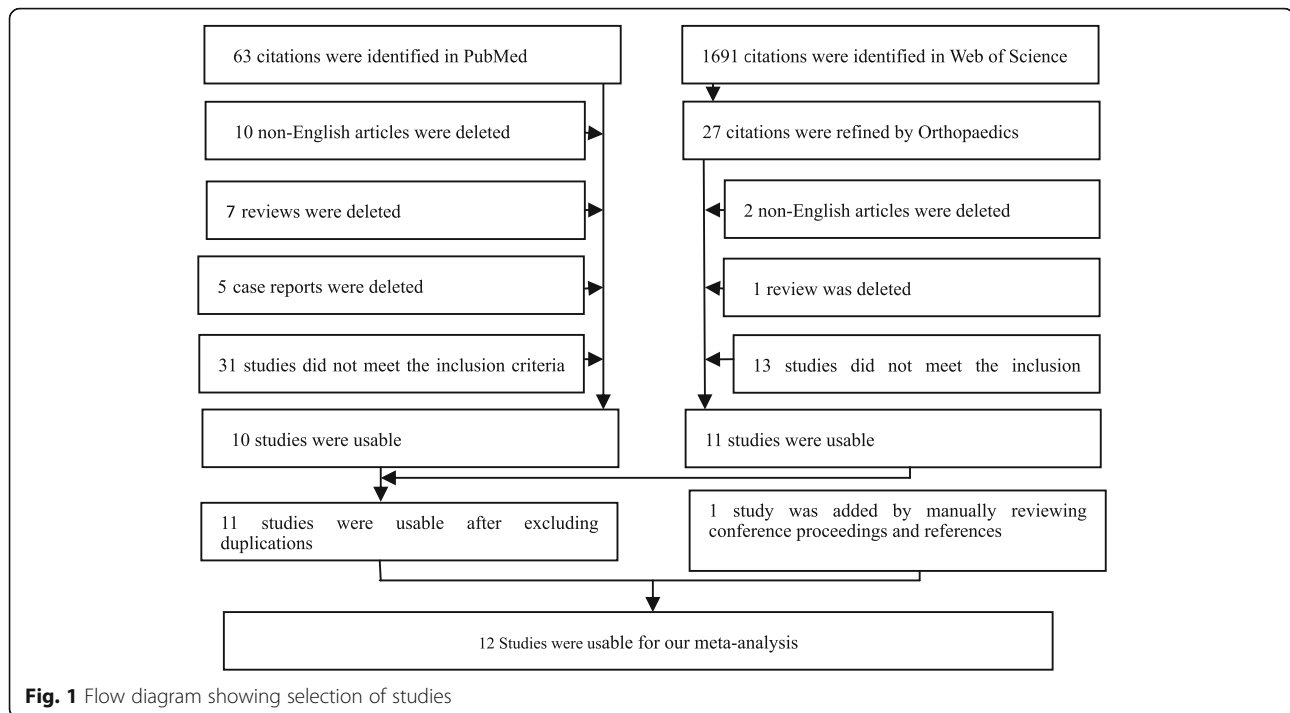 63 citations were identified in PubMed
1691 citations were identified in Web of Science
10 non-English articles were deleted
27 citations were refined by Orthopaedics
7 reviews were deleted
2 non-English articles were deleted
5 case reports were deleted
1 review was deleted
31 studies did not meet the inclusion criteria
13 studies did not meet the inclusion
10 studies were usable
11 studies were usable
11 studies were usable after excluding
duplications
1 study was added by manually reviewing
conference proceedings and references
12 Studies were usable for our meta-analysis
Fig. 1 Flow diagram showing selection of studies